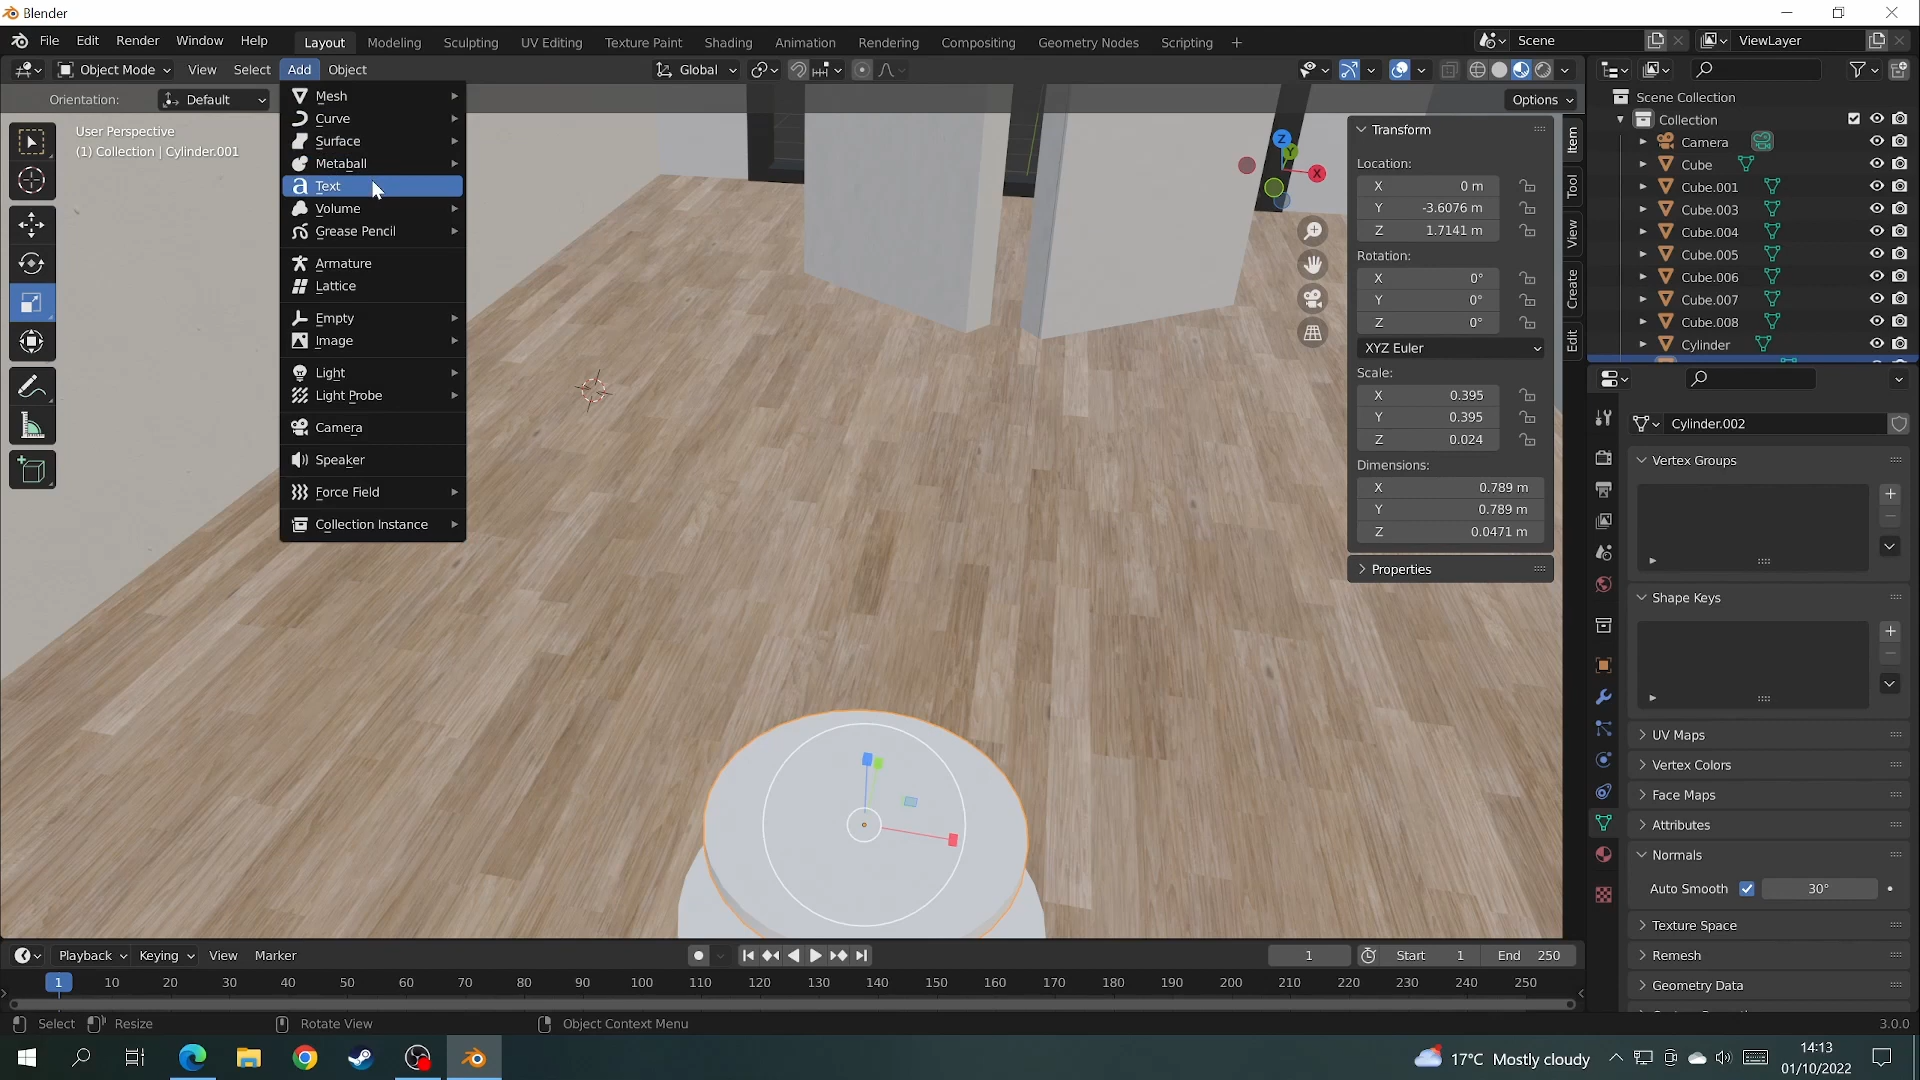 Blender
File Edit Render Window Help Layout Modeling Sculpting UV Editing Texture Paint Shading Animation Rendering Compositing Geometry Nodes Scripting + Scene ViewLayer
Object Mode View Select Add Object Global
Orientation: Default Options
User Perspective
(1) Collection | Cylinder.001
Mesh
Curve
Surface
Metaball
Text
Volume
Grease Pencil
Armature
Lattice
Empty
Image
Light
Light Probe
Camera
Speaker
Force Field
Collection Instance
Z
Y
X
Transform
Location:
X 0 m
Y -3.6076 m
Z 1.7141 m
Rotation:
X 0°
Y 0°
Z 0°
XYZ Euler
Scale:
X 0.395
Y 0.395
Z 0.024
Dimensions:
X 0.789 m
Y 0.789 m
Z 0.0471 m
Properties
Item
Tool
View
Create
Edit
Scene Collection
Collection
Camera
Cube
Cube.001
Cube.003
Cube.004
Cube.005
Cube.006
Cube.007
Cube.008
Cylinder
Cylinder.002
Vertex Groups
Shape Keys
UV Maps
Vertex Colors
Face Maps
Attributes
Normals
Auto Smooth 30°
Texture Space
Remesh
Geometry Data
Playback Keying View Marker 1 Start 1 End 250
1 10 20 30 40 50 60 70 80 90 100 110 120 130 140 150 160 170 180 190 200 210 220 230 240 250
Select Resize Rotate View Object Context Menu 3.0.0
17°C Mostly cloudy
14:13
01/10/2022